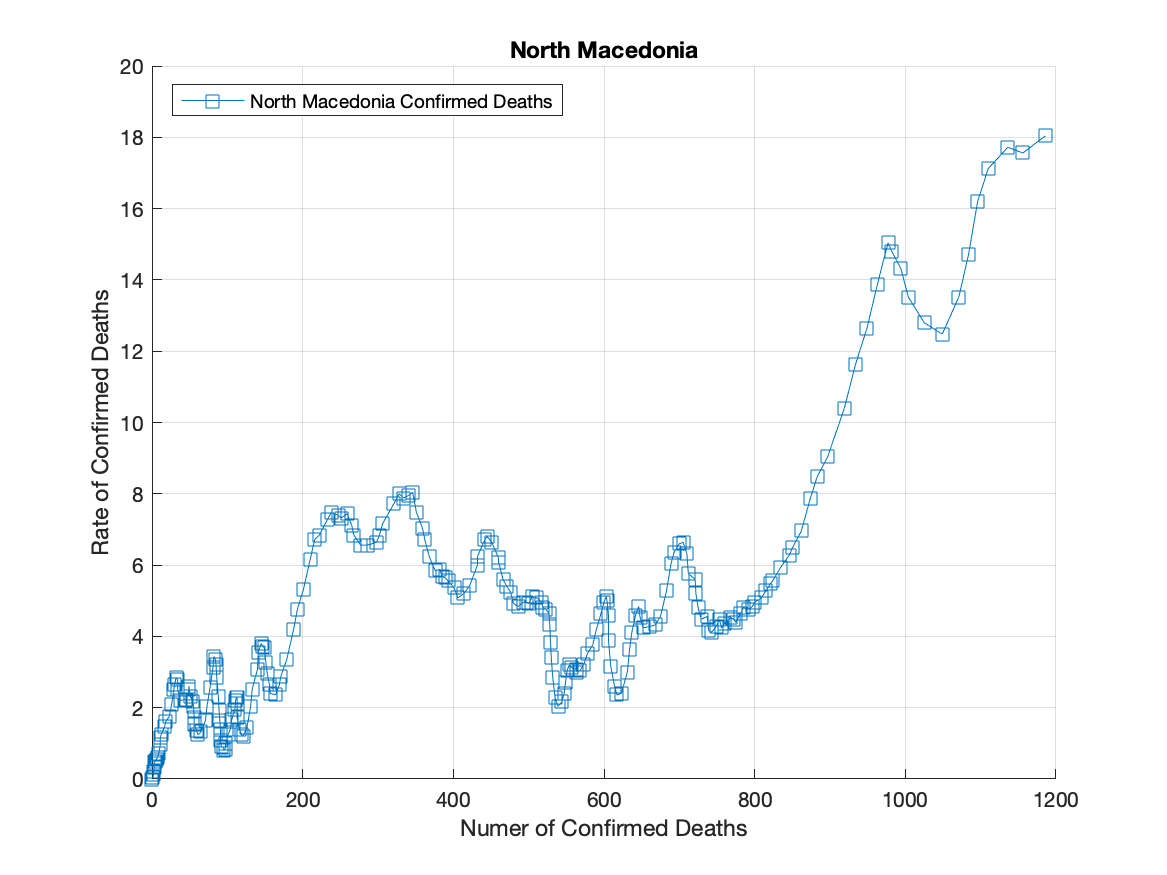 North Macedonia
North Macedonia Confirmed Deaths
Rate of Confirmed Deaths
20
18
16
14
12
10
8
6
4
2
0
0 200 400 600 800 1000 1200
Numer of Confirmed Deaths